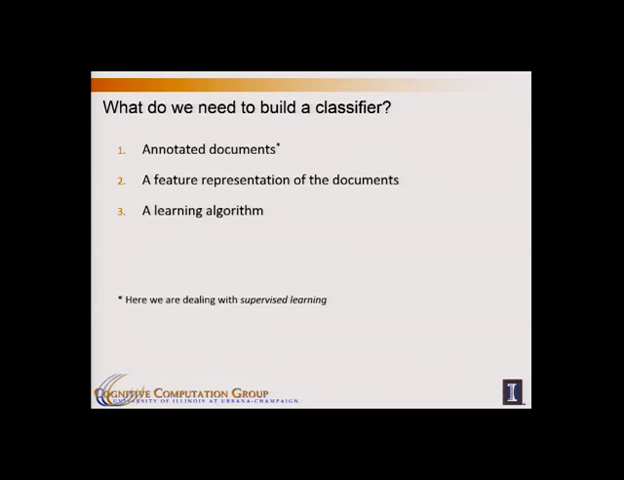 What do we need to build a classifier?
1. Annotated documents*
2. A feature representation of the documents
3. A learning algorithm
* Here we are dealing with supervised learning
COGNITIVE COMPUTATION GROUP
UNIVERSITY OF ILLINOIS AT URBANA-CHAMPAIGN
I